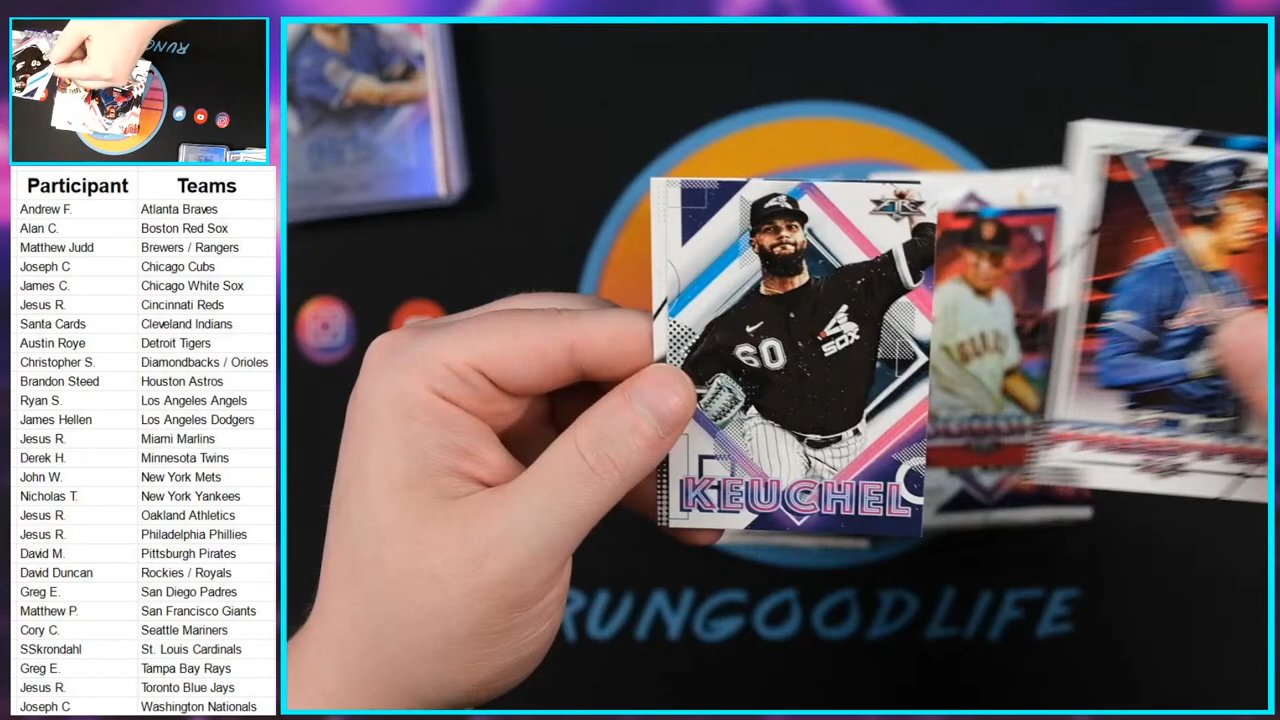 RUNGOOD
Participant Teams
Andrew F. Atlanta Braves
Alan C. Boston Red Sox
Matthew Judd Brewers / Rangers
Joseph C Chicago Cubs
James C. Chicago White Sox
Jesus R. Cincinnati Reds
Santa Cards Cleveland Indians
Austin Roye Detroit Tigers
Christopher S. Diamondbacks / Orioles
Brandon Steed Houston Astros
Ryan S. Los Angeles Angels
James Hellen Los Angeles Dodgers
Jesus R. Miami Marlins
Derek H. Minnesota Twins
John W. New York Mets
Nicholas T. New York Yankees
Jesus R. Oakland Athletics
Jesus R. Philadelphia Phillies
David M. Pittsburgh Pirates
David Duncan Rockies / Royals
Greg E. San Diego Padres
Matthew P. San Francisco Giants
Cory C. Seattle Mariners
SSkrondahl St. Louis Cardinals
Greg E. Tampa Bay Rays
Jesus R. Toronto Blue Jays
Joseph C Washington Nationals
FIRE
60
SOX
KEUCHEL
RUNGOODLIFE